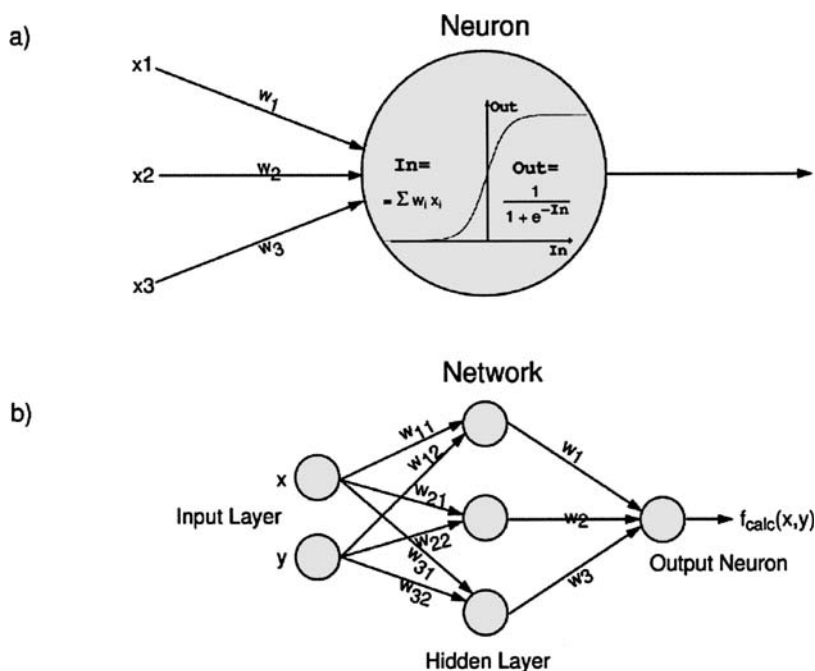 a)
Neuron
x1
w1
x2
w2
x3
w3
In=
= Σ wi xi
Out
Out=
1
1 + e^-In
In
b)
Network
x
Input Layer
y
w11
w12
w21
w22
w31
w32
w1
w2
w3
fcalc(x,y)
Output Neuron
Hidden Layer